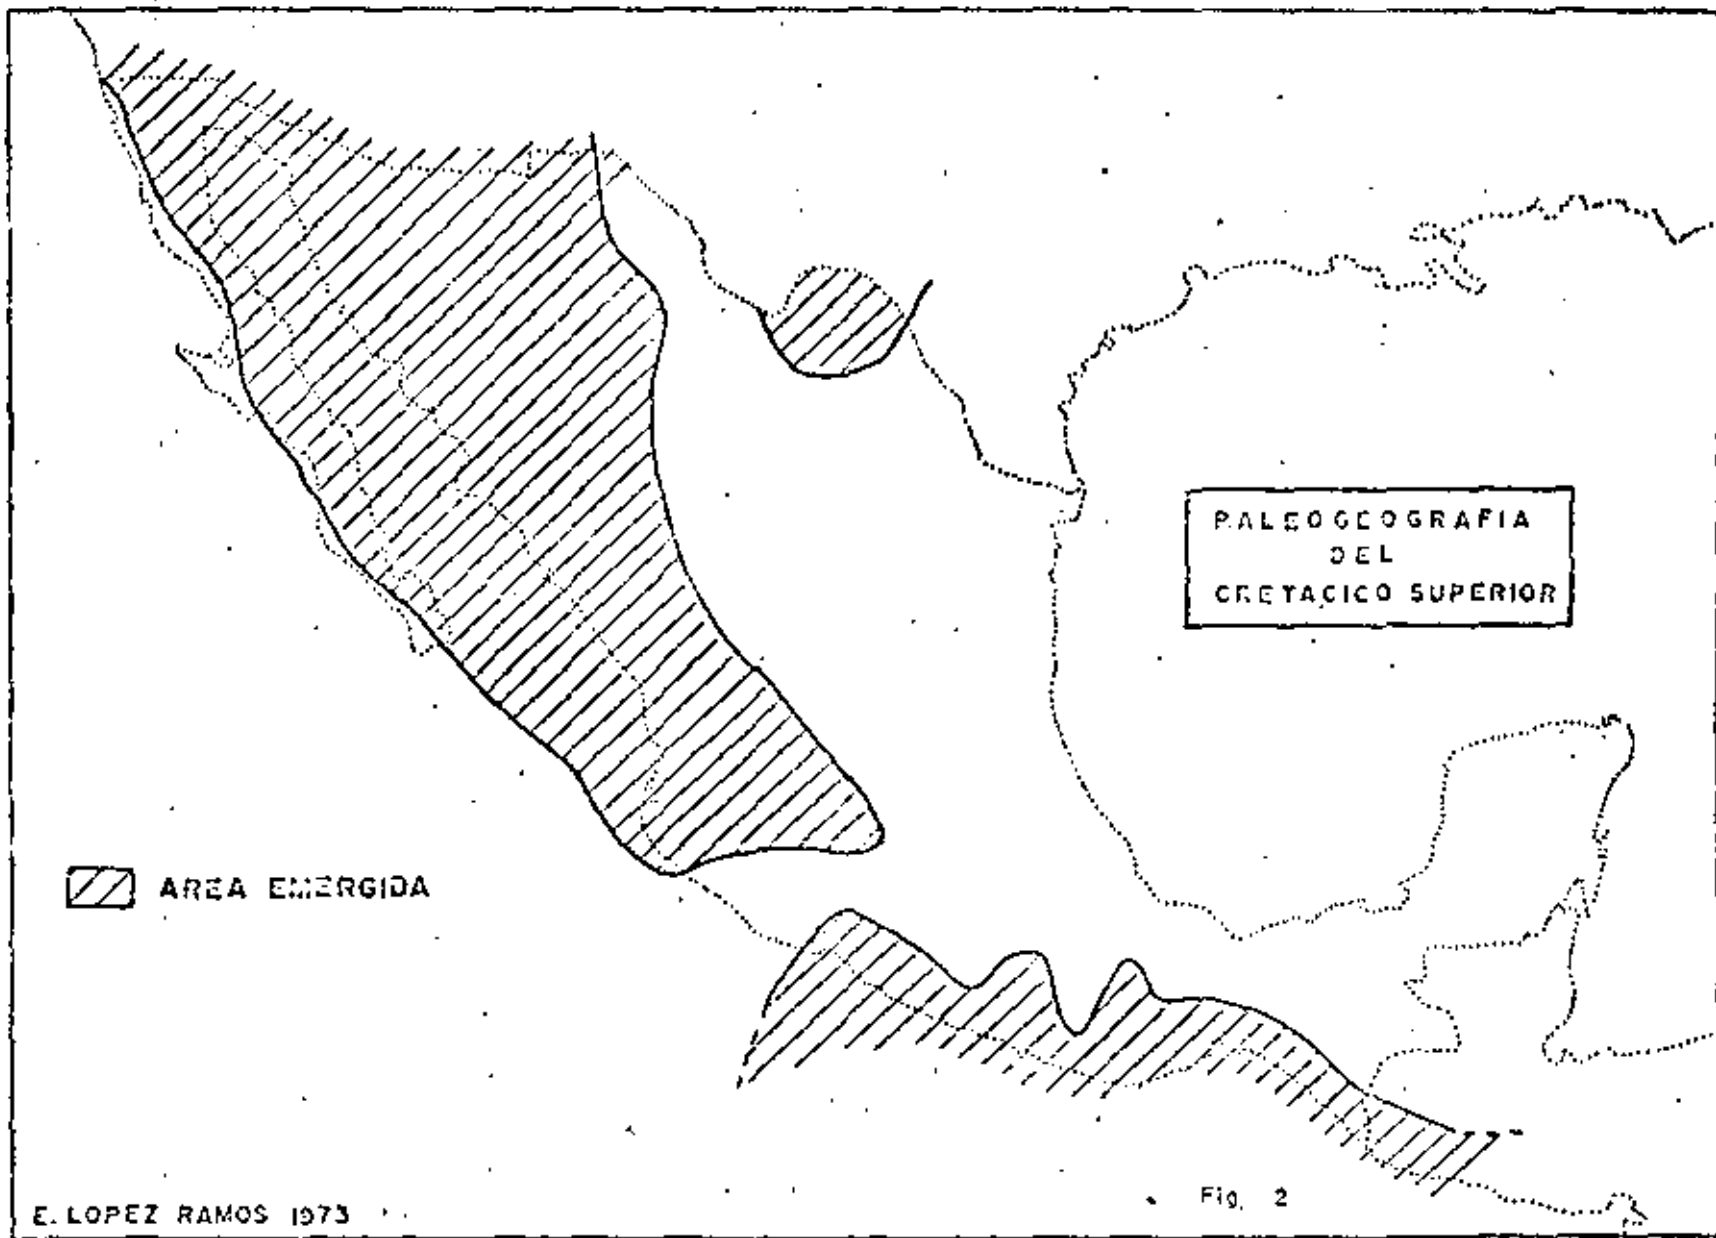 PALEOGEOGRAFIA
DEL
CRETACICO SUPERIOR
AREA EMERGIDA
E. LOPEZ RAMOS 1973
Fig. 2